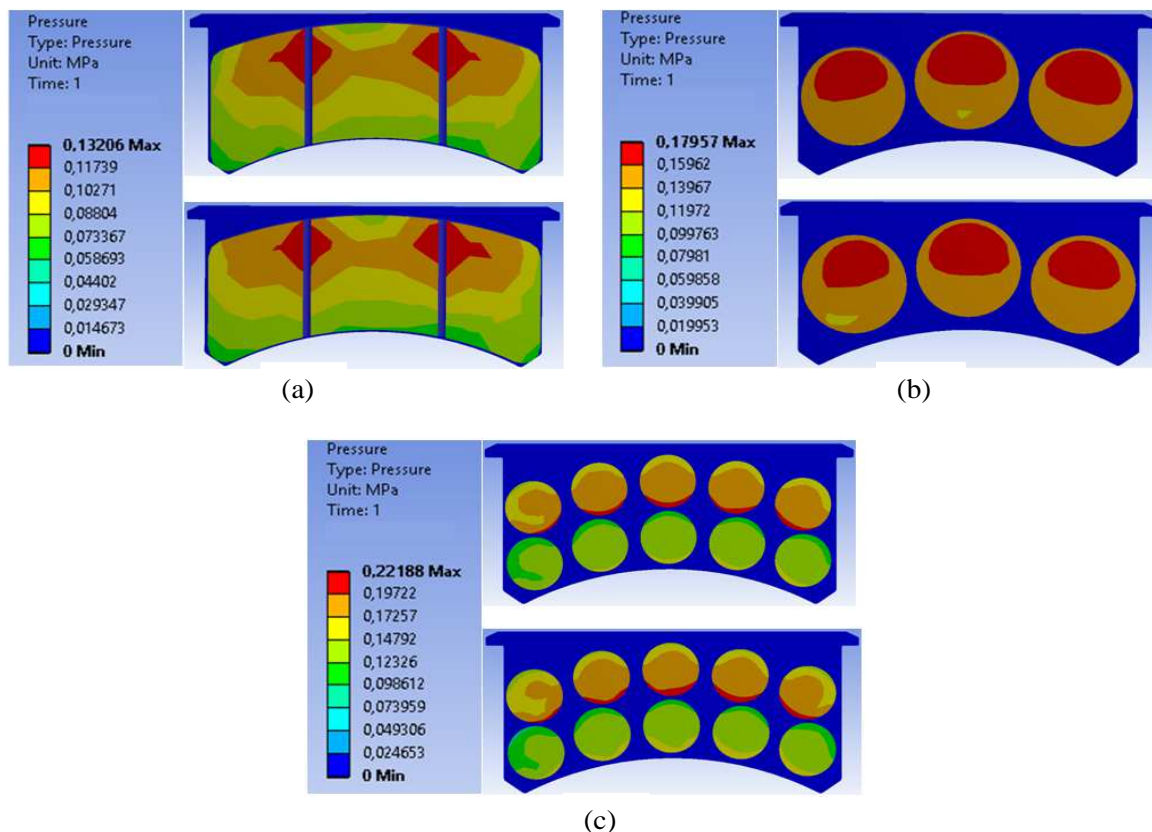 Pressure
Type: Pressure
Unit: MPa
Time: 1
0,13206 Max
0,11739
0,10271
0,08804
0,073367
0,058693
0,04402
0,029347
0,014673
0 Min
(a)
Pressure
Type: Pressure
Unit: MPa
Time: 1
0,17957 Max
0,15962
0,13967
0,11972
0,099763
0,07981
0,059858
0,039905
0,019953
0 Min
(b)
Pressure
Type: Pressure
Unit: MPa
Time: 1
0,22188 Max
0,19722
0,17257
0,14792
0,12326
0,098612
0,073959
0,049306
0,024653
0 Min
(c)